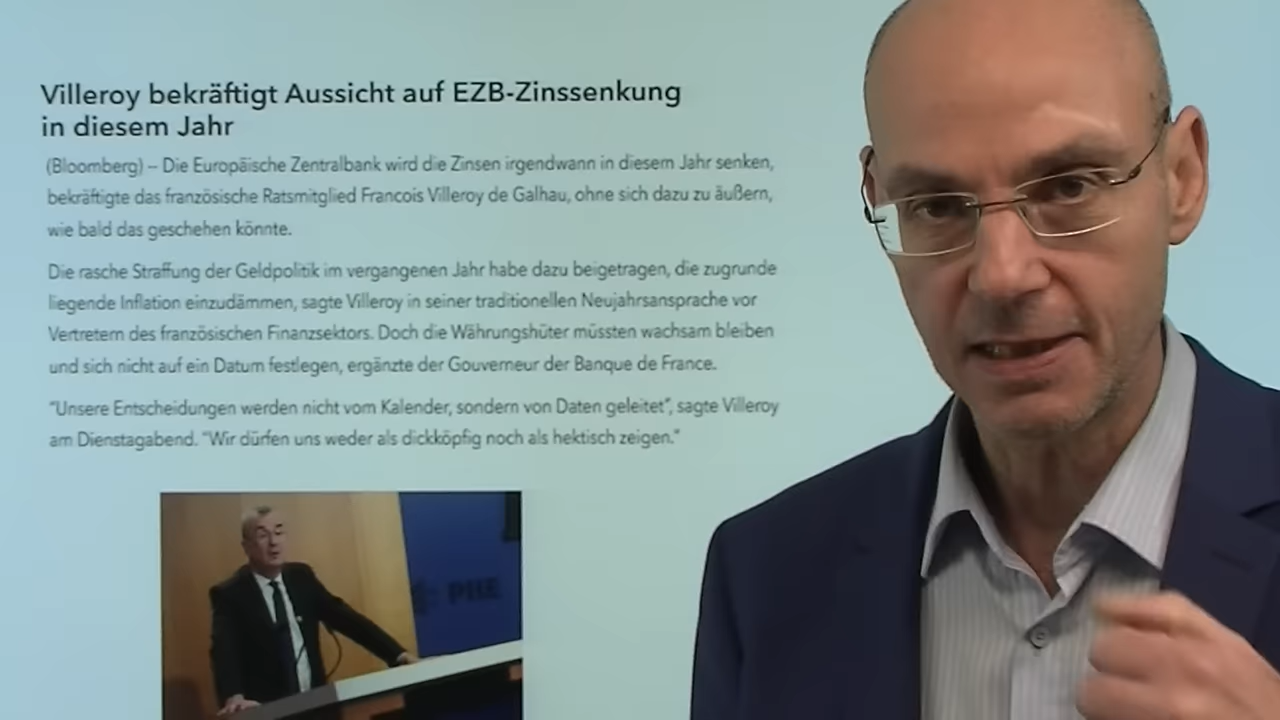 Villeroy bekräftigt Aussicht auf EZB-Zinssenkung
in diesem Jahr
(Bloomberg) – Die Europäische Zentralbank wird die Zinsen irgendwann in diesem Jahr senken,
bekräftigte das französische Ratsmitglied Francois Villeroy de Galhau, ohne sich dazu zu äußern,
wie bald das geschehen könnte.
Die rasche Straffung der Geldpolitik im vergangenen Jahr habe dazu beigetragen, die zugrunde
liegende Inflation einzudämmen, sagte Villeroy in seiner traditionellen Neujahrsansprache vor
Vertretern des französischen Finanzsektors. Doch die Währungshüter müssten wachsam bleiben
und sich nicht auf ein Datum festlegen, ergänzte der Gouverneur der Banque de France.
"Unsere Entscheidungen werden nicht vom Kalender, sondern von Daten geleitet", sagte Villeroy
am Dienstagabend. "Wir dürfen uns weder als dickköpfig noch als hektisch zeigen."